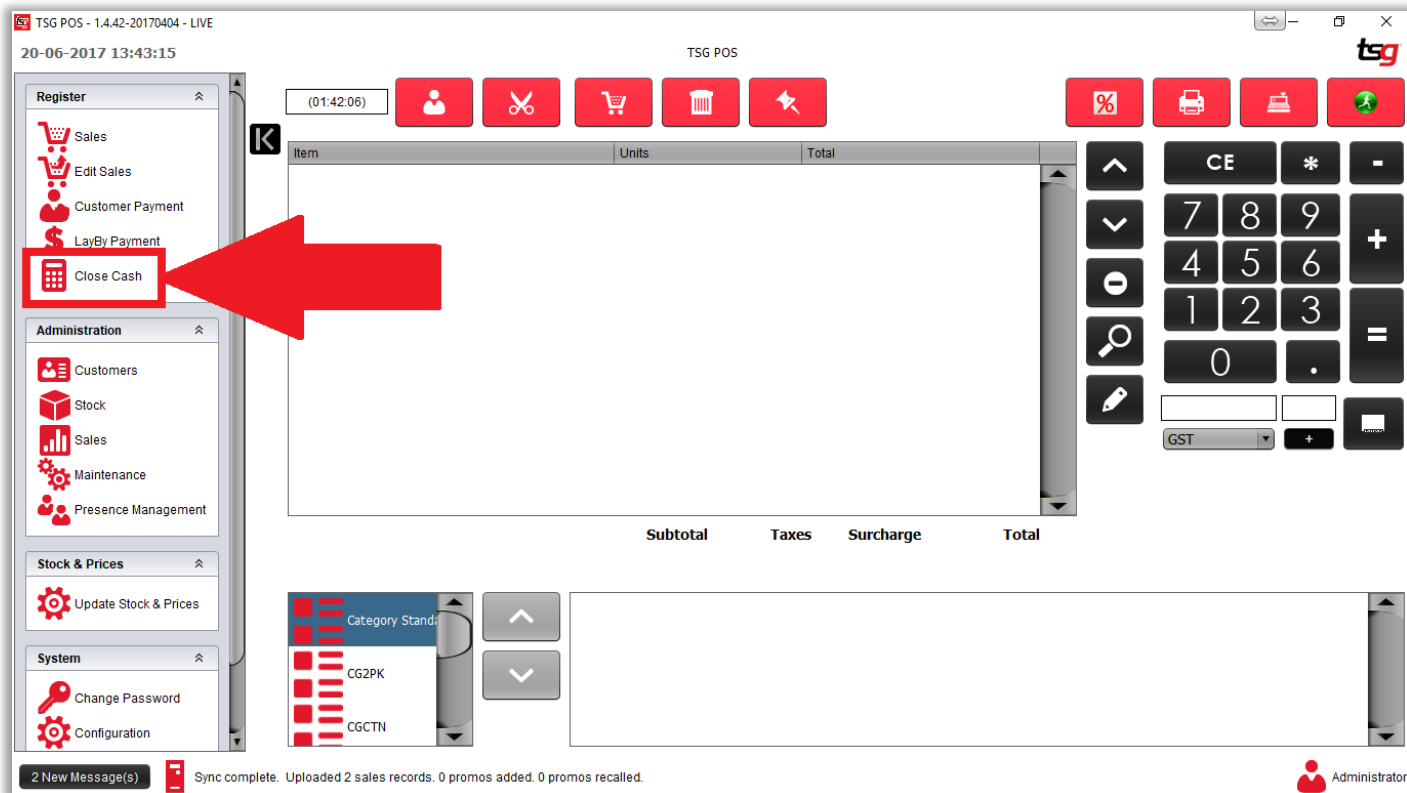 TSG POS - 1.4.42-20170404 - LIVE
20-06-2017 13:43:15
TSG POS
tsg
Register
Sales
Edit Sales
Customer Payment
LayBy Payment
Close Cash
Administration
Customers
Stock
Sales
Maintenance
Presence Management
Stock & Prices
Update Stock & Prices
System
Change Password
Configuration
(01:42:06)
%
Item Units Total
CE * -
7 8 9 +
4 5 6
1 2 3 =
0 .
GST +
Subtotal Taxes Surcharge Total
Category Standa
CG2PK
CGCTN
2 New Message(s)
Sync complete. Uploaded 2 sales records. 0 promos added. 0 promos recalled.
Administrator